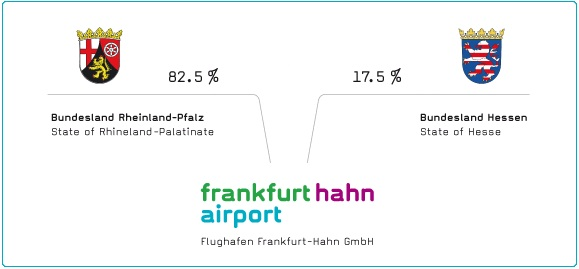 82.5 %
17.5 %
Bundesland Rheinland-Pfalz
State of Rhineland-Palatinate
Bundesland Hessen
State of Hesse
frankfurt hahn
airport
Flughafen Frankfurt-Hahn GmbH